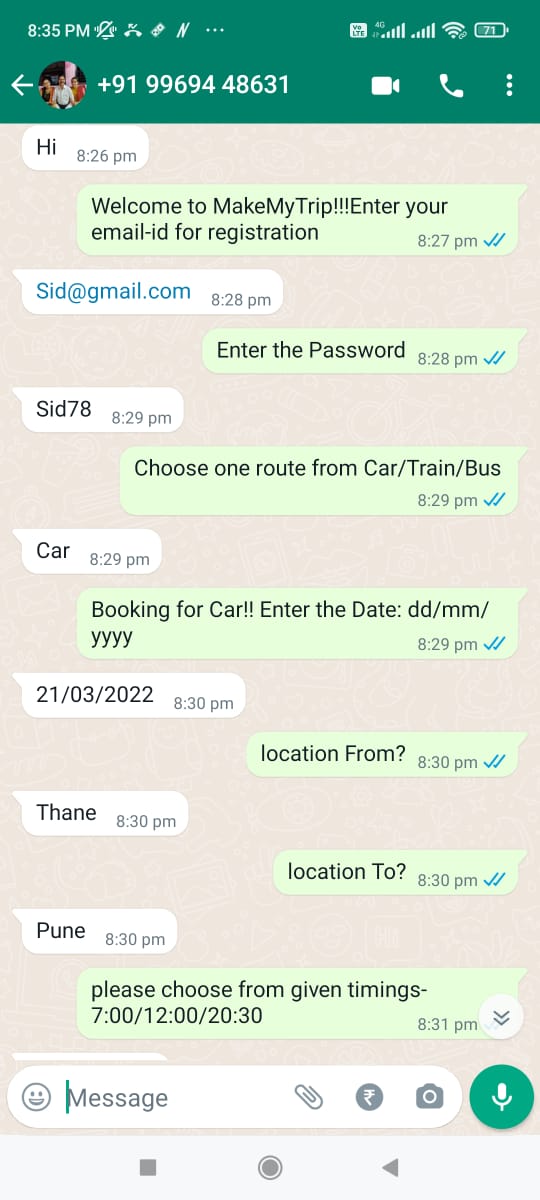 8:35 PM
Vo LTE 4G 71
+91 99694 48631
Hi 8:26 pm
Welcome to MakeMyTrip!!!Enter your
email-id for registration 8:27 pm
Sid@gmail.com 8:28 pm
Enter the Password 8:28 pm
Sid78 8:29 pm
Choose one route from Car/Train/Bus
8:29 pm
Car 8:29 pm
Booking for Car!! Enter the Date: dd/mm/
yyyy 8:29 pm
21/03/2022 8:30 pm
location From? 8:30 pm
Thane 8:30 pm
location To? 8:30 pm
Pune 8:30 pm
please choose from given timings-
7:00/12:00/20:30 8:31 pm
Message ₹